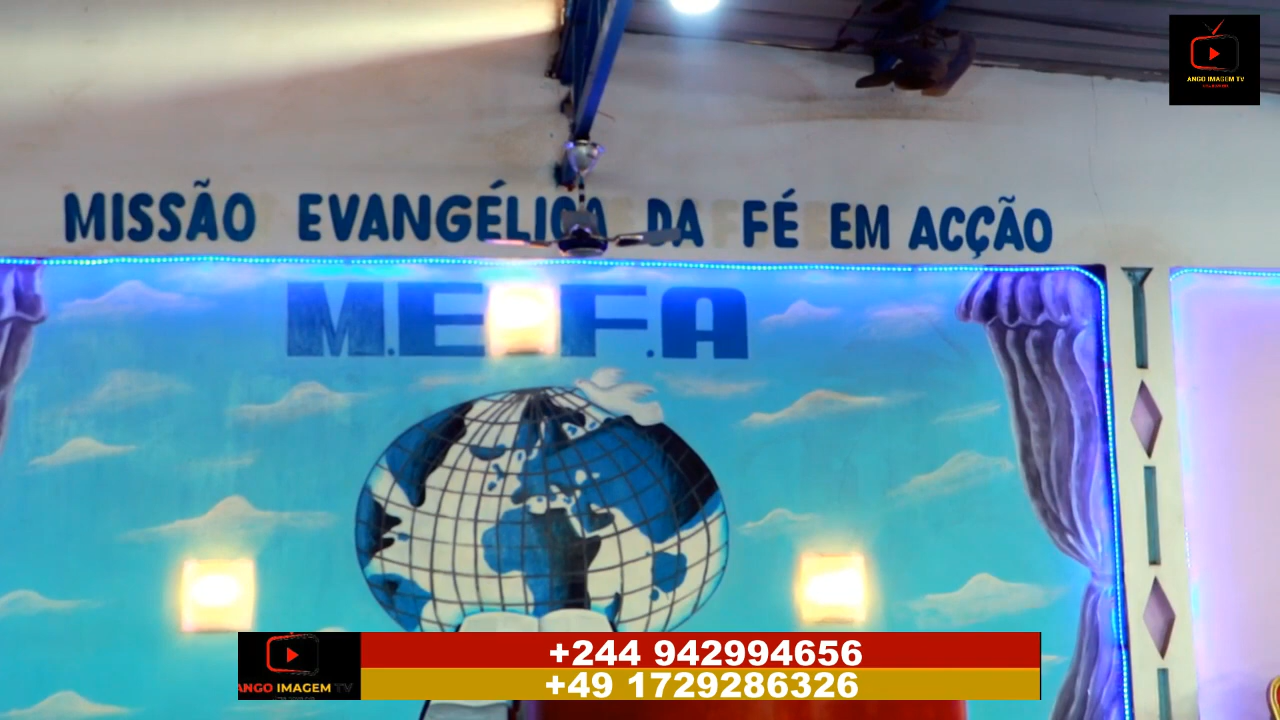 ANGO IMAGEM TV
MISSÃO EVANGÉLICA DA FÉ EM ACÇÃO
M.E F.A
ANGO IMAGEM TV
+244 942994656
+49 1729286326